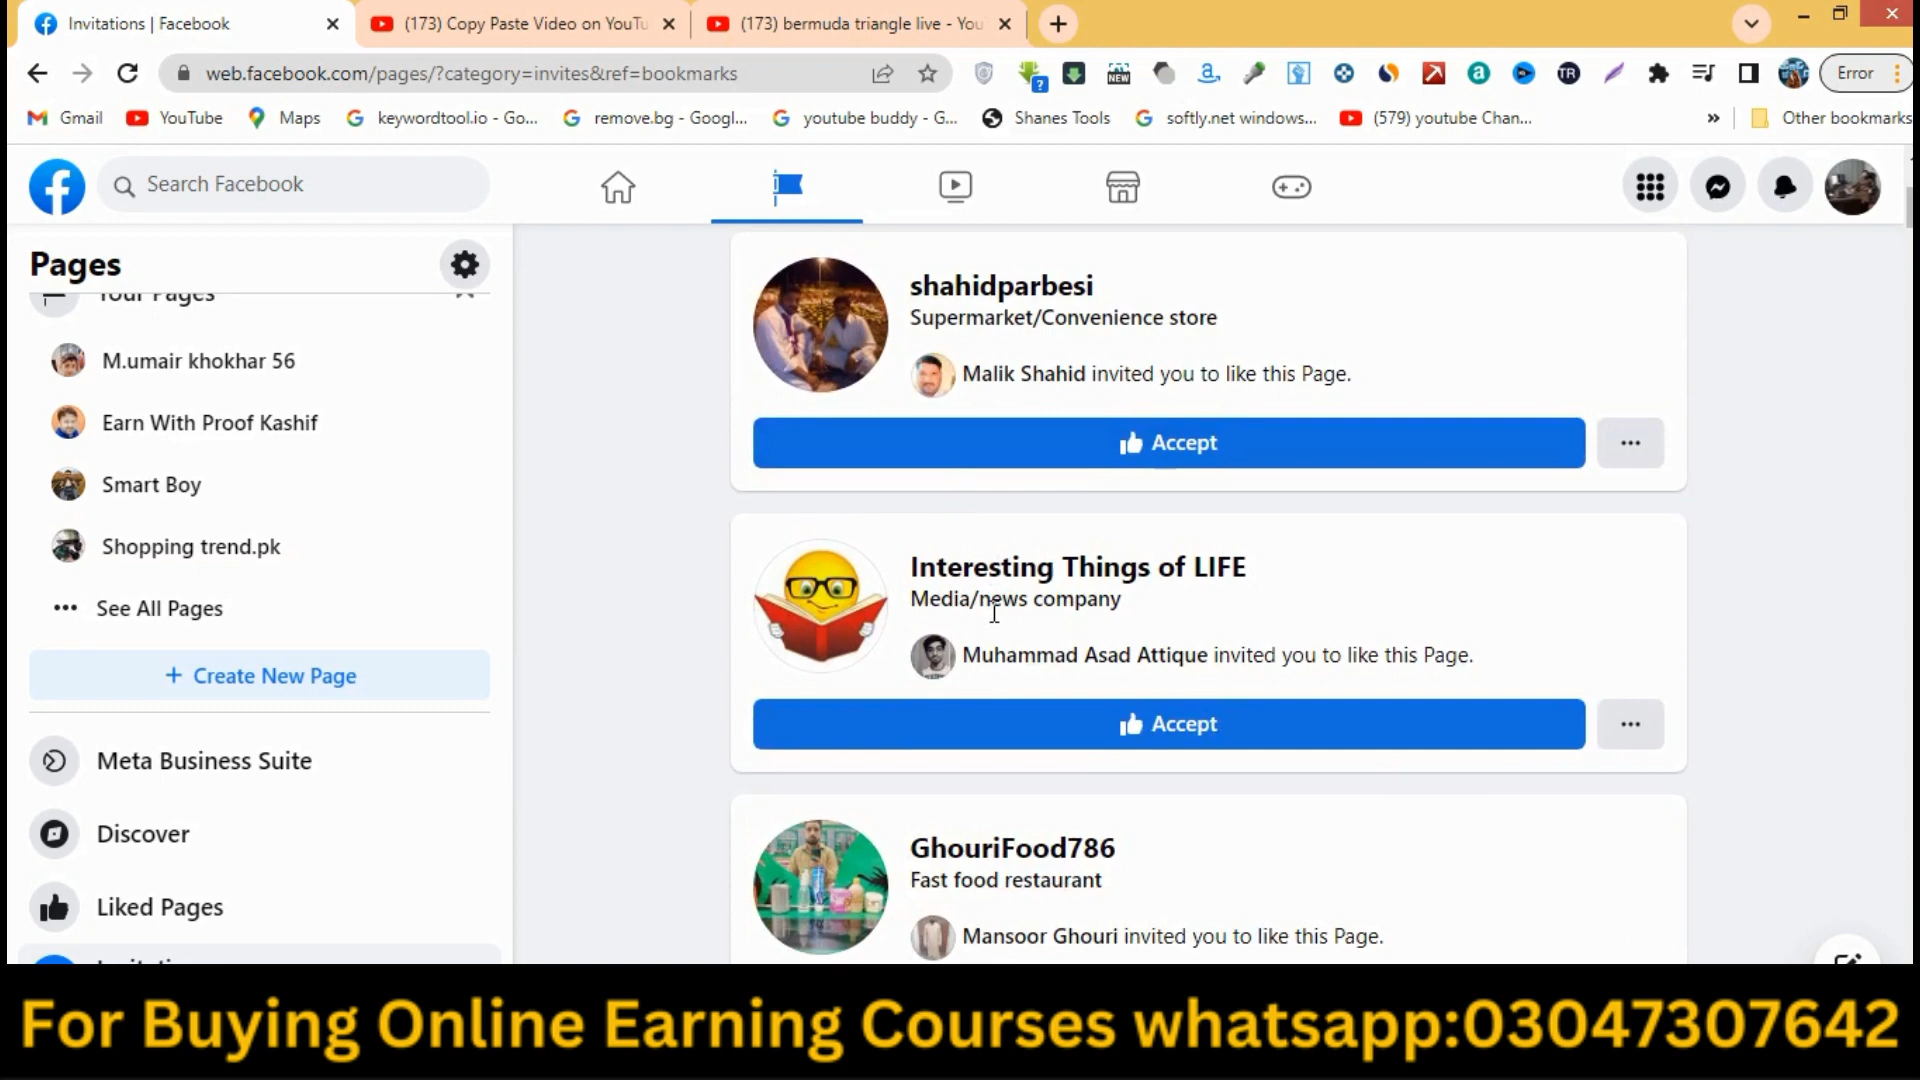 Invitations | Facebook
(173) Copy Paste Video on YouTu
(173) bermuda triangle live - You
web.facebook.com/pages/?category=invites&ref=bookmarks
?
NEW
a
a
TR
Error
Gmail
YouTube
Maps
keywordtool.io - Go...
remove.bg - Googl...
youtube buddy - G...
Shanes Tools
softly.net windows...
(579) youtube Chan...
»
Other bookmarks
Search Facebook
Pages
Your Pages
M.umair khokhar 56
Earn With Proof Kashif
Smart Boy
Shopping trend.pk
See All Pages
+ Create New Page
Meta Business Suite
Discover
Liked Pages
shahidparbesi
Supermarket/Convenience store
Malik Shahid invited you to like this Page.
Accept
Interesting Things of LIFE
Media/news company
Muhammad Asad Attique invited you to like this Page.
Accept
GhouriFood786
Fast food restaurant
Mansoor Ghouri invited you to like this Page.
For Buying Online Earning Courses whatsapp:03047307642